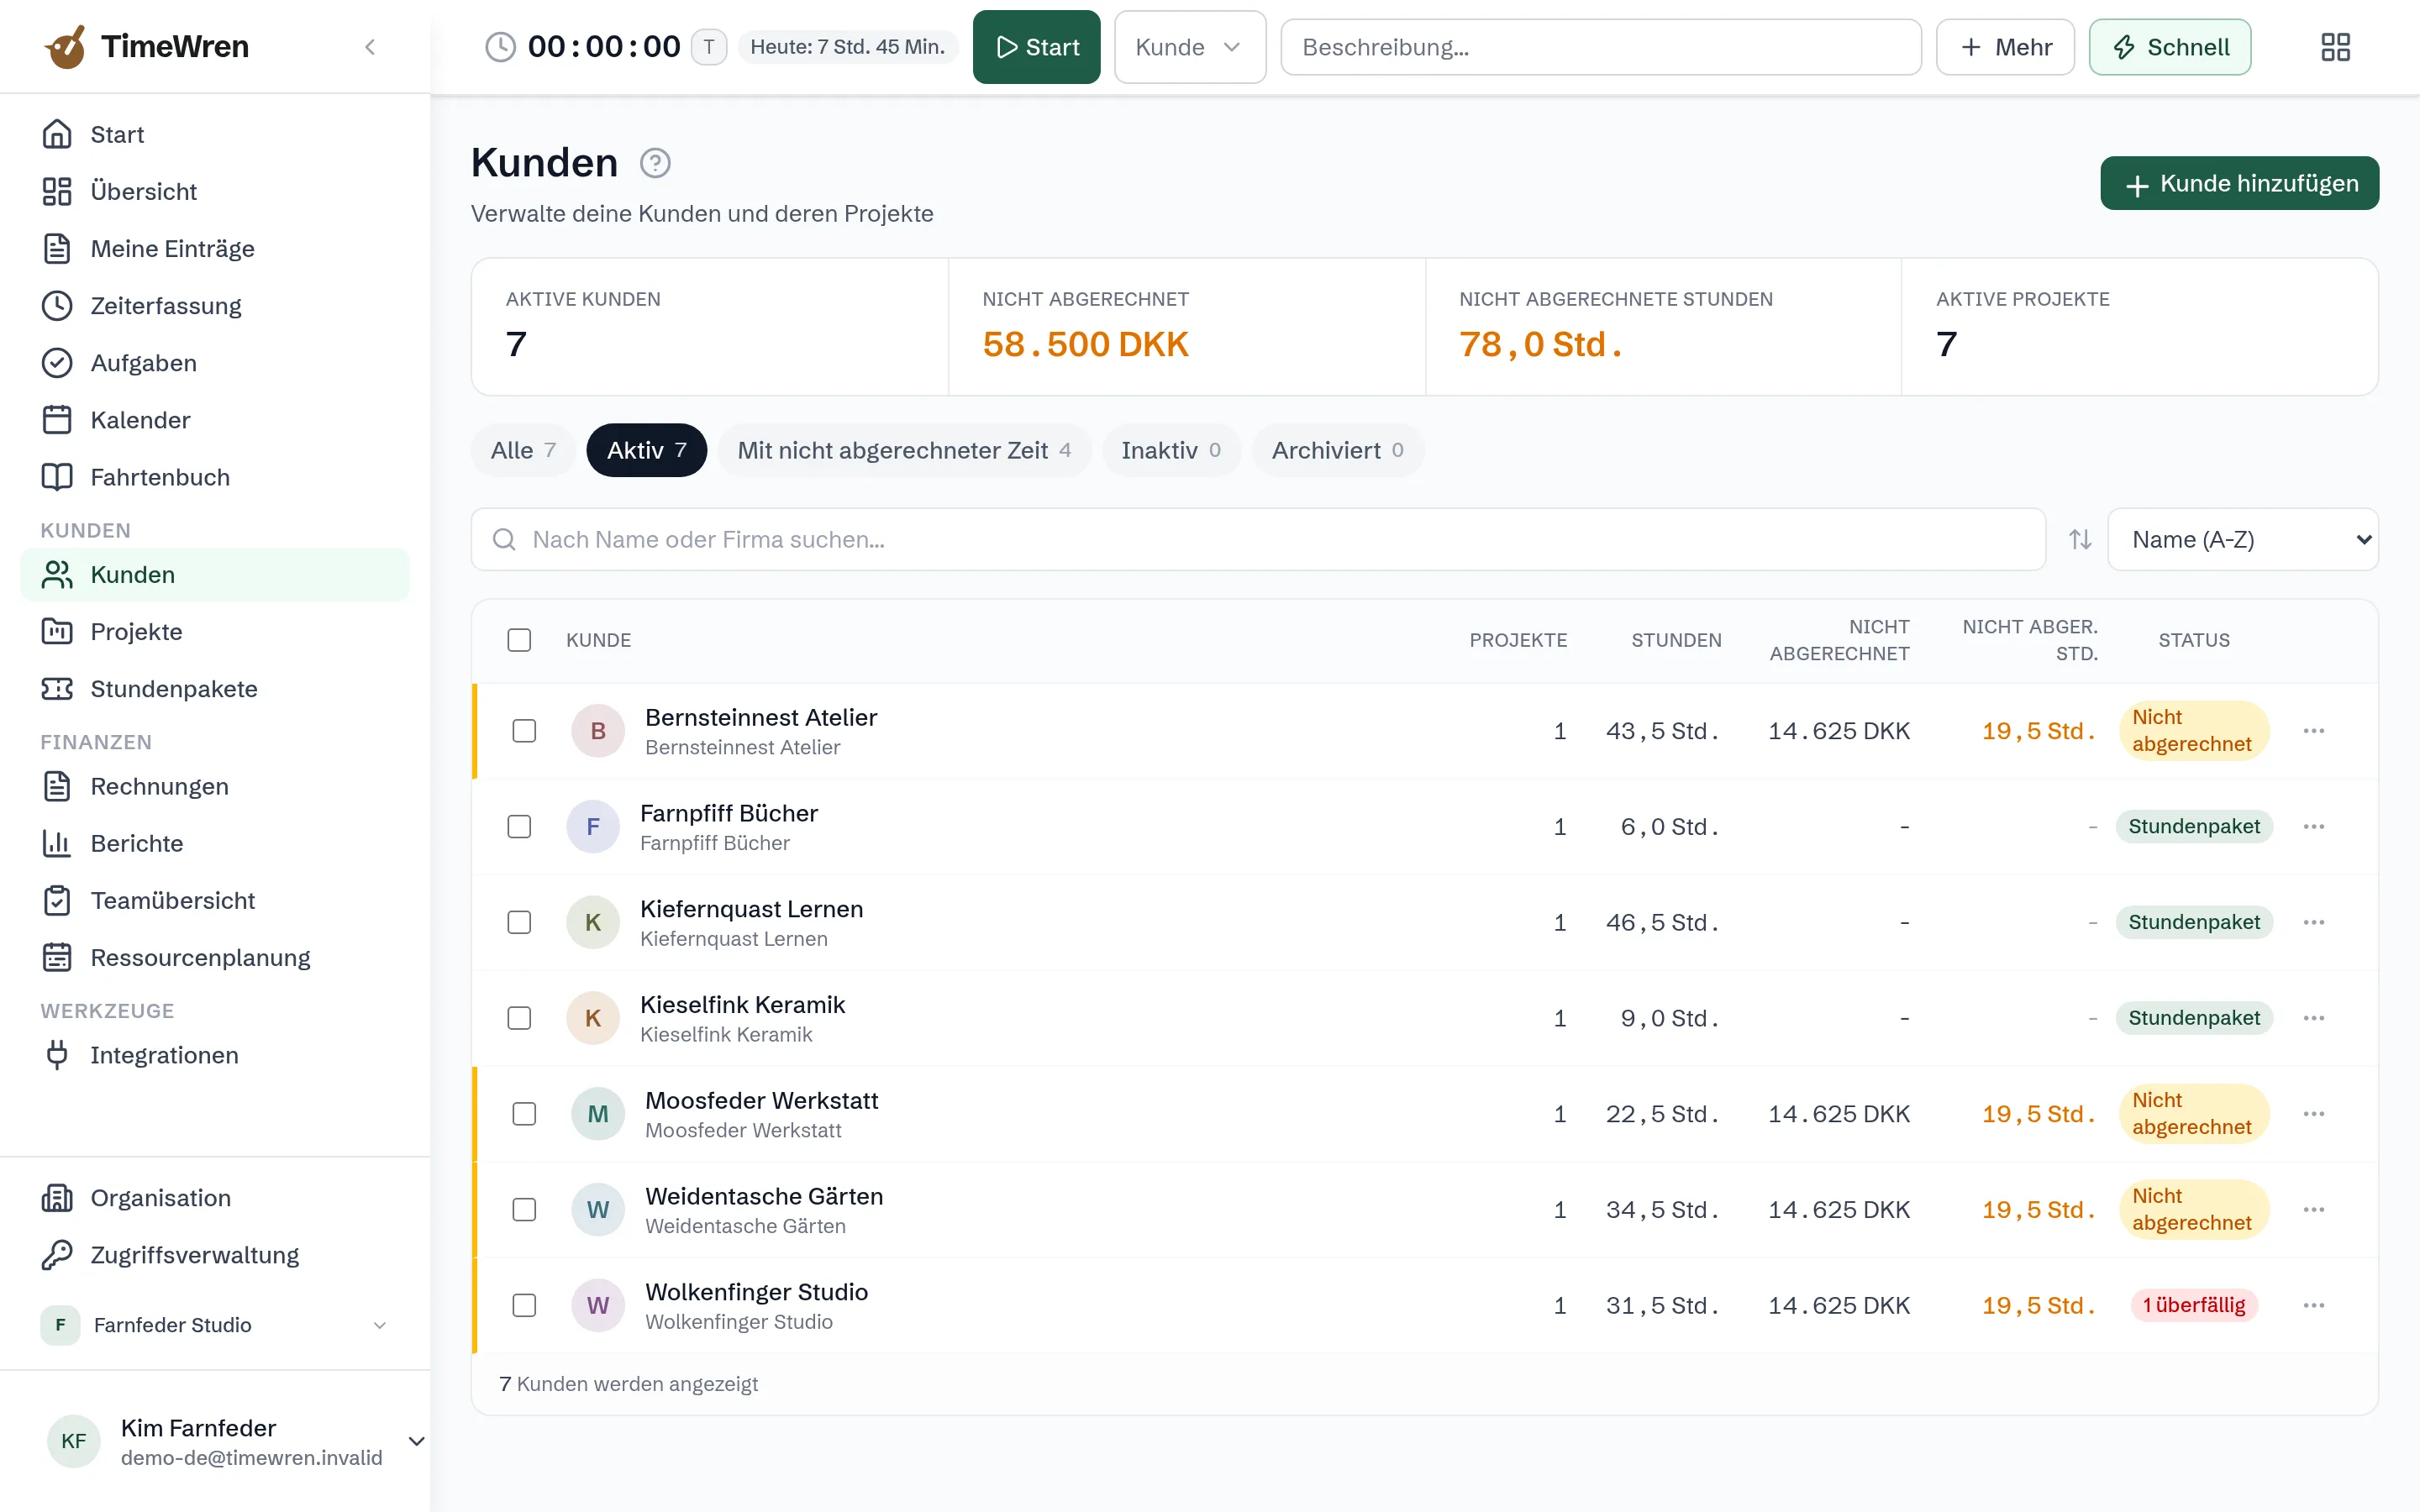 TimeWren
00:00:00 T Heute: 7 Std. 45 Min. Start Kunde Beschreibung... Mehr Schnell
Start
Übersicht
Meine Einträge
Zeiterfassung
Aufgaben
Kalender
Fahrtenbuch
KUNDEN
Kunden
Projekte
Stundenpakete
FINANZEN
Rechnungen
Berichte
Teamübersicht
Ressourcenplanung
WERKZEUGE
Integrationen
Organisation
Zugriffsverwaltung
F Farnfeder Studio
KF Kim Farnfeder
demo-de@timewren.invalid
Kunden ?
Verwalte deine Kunden und deren Projekte
Kunde hinzufügen
AKTIVE KUNDEN
7
NICHT ABGERECHNET
58.500 DKK
NICHT ABGERECHNETE STUNDEN
78,0 Std.
AKTIVE PROJEKTE
7
Alle 7 Aktiv 7 Mit nicht abgerechneter Zeit 4 Inaktiv 0 Archiviert 0
Nach Name oder Firma suchen... Name (A-Z)
KUNDE PROJEKTE STUNDEN NICHT ABGERECHNET NICHT ABGER. STD. STATUS
B Bernsteinnest Atelier 1 43,5 Std. 14.625 DKK 19,5 Std. Nicht abgerechnet
Bernsteinnest Atelier
F Farnpfiff Bücher 1 6,0 Std. - - Stundenpaket
Farnpfiff Bücher
K Kiefernquast Lernen 1 46,5 Std. - - Stundenpaket
Kiefernquast Lernen
K Kieselfink Keramik 1 9,0 Std. - - Stundenpaket
Kieselfink Keramik
M Moosfeder Werkstatt 1 22,5 Std. 14.625 DKK 19,5 Std. Nicht abgerechnet
Moosfeder Werkstatt
W Weidentasche Gärten 1 34,5 Std. 14.625 DKK 19,5 Std. Nicht abgerechnet
Weidentasche Gärten
W Wolkenfinger Studio 1 31,5 Std. 14.625 DKK 19,5 Std. 1 überfällig
Wolkenfinger Studio
7 Kunden werden angezeigt